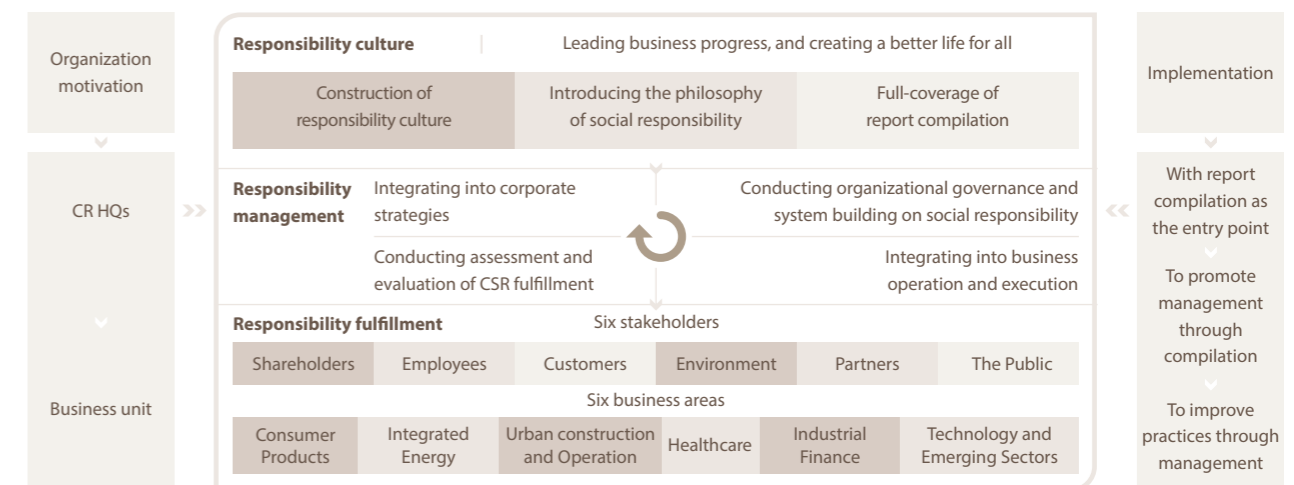 Organization
motivation
CR HQs
Business unit
Responsibility culture
Leading business progress, and creating a better life for all
Construction of
responsibility culture
Introducing the philosophy
of social responsibility
Full-coverage of
report compilation
Responsibility
management
Integrating into corporate
strategies
Conducting organizational governance and
system building on social responsibility
Conducting assessment and
evaluation of CSR fulfillment
Integrating into business
operation and execution
Responsibility fulfillment
Six stakeholders
Shareholders
Employees
Customers
Environment
Partners
The Public
Six business areas
Consumer
Products
Integrated
Energy
Urban construction
and Operation
Healthcare
Industrial
Finance
Technology and
Emerging Sectors
Implementation
With report
compilation as
the entry point
To promote
management
through
compilation
To improve
practices through
management